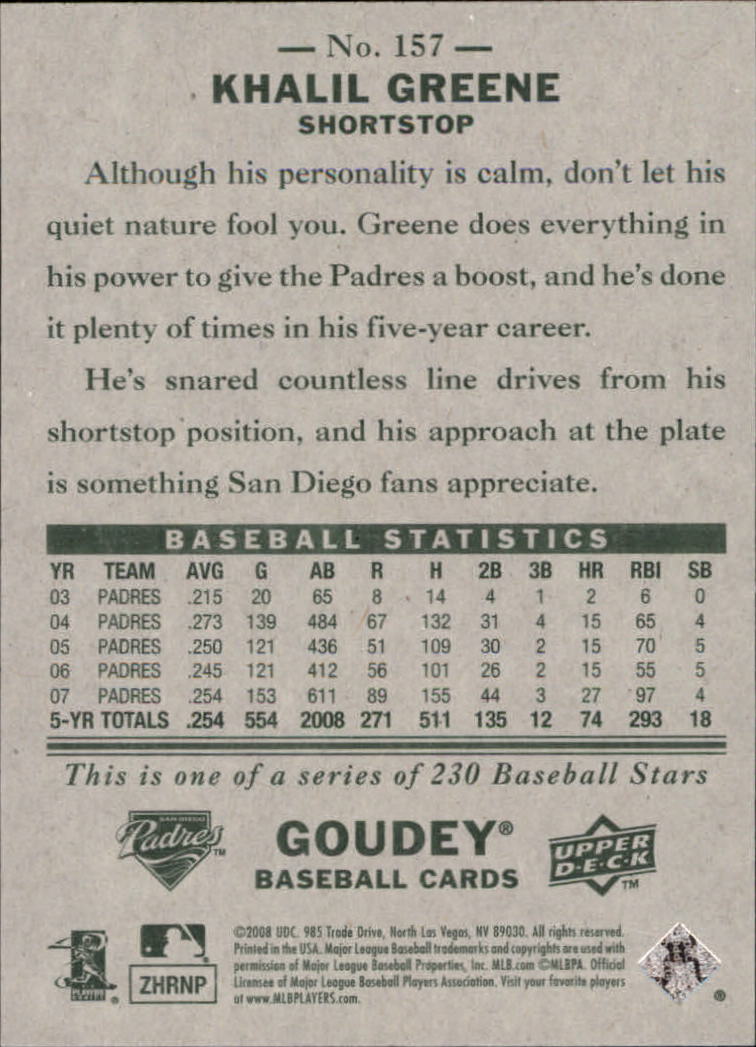 — No. 157 —
KHALIL GREENE
SHORTSTOP
Although his personality is calm, don't let his
quiet nature fool you. Greene does everything in
his power to give the Padres a boost, and he's done
it plenty of times in his five-year career.
He's snared countless line drives from his
shortstop position, and his approach at the plate
is something San Diego fans appreciate.
BASEBALL STATISTICS
YR TEAM AVG G AB R H 2B 3B HR RBI SB
03 PADRES .215 20 65 8 14 4 1 2 6 0
04 PADRES .273 139 484 67 132 31 4 15 65 4
05 PADRES .250 121 436 51 109 30 2 15 70 5
06 PADRES .245 121 412 56 101 26 2 15 55 5
07 PADRES .254 153 611 89 155 44 3 27 97 4
5-YR TOTALS .254 554 2008 271 511 135 12 74 293 18
This is one of a series of 230 Baseball Stars
SAN DIEGO
Padres™
GOUDEY®
BASEBALL CARDS
UPPER
D·E·C·K™
PLAYERS
CHOICE®
ZHRNP
©2008 UDC. 985 Trade Drive, North Las Vegas, NV 89030. All rights reserved.
Printed in the USA. Major League Baseball trademarks and copyrights are used with
permission of Major League Baseball Properties, Inc. MLB.com ©MLBPA. Official
Licensee of Major League Baseball Players Association. Visit your favorite players
at www.MLBPLAYERS.com.
®